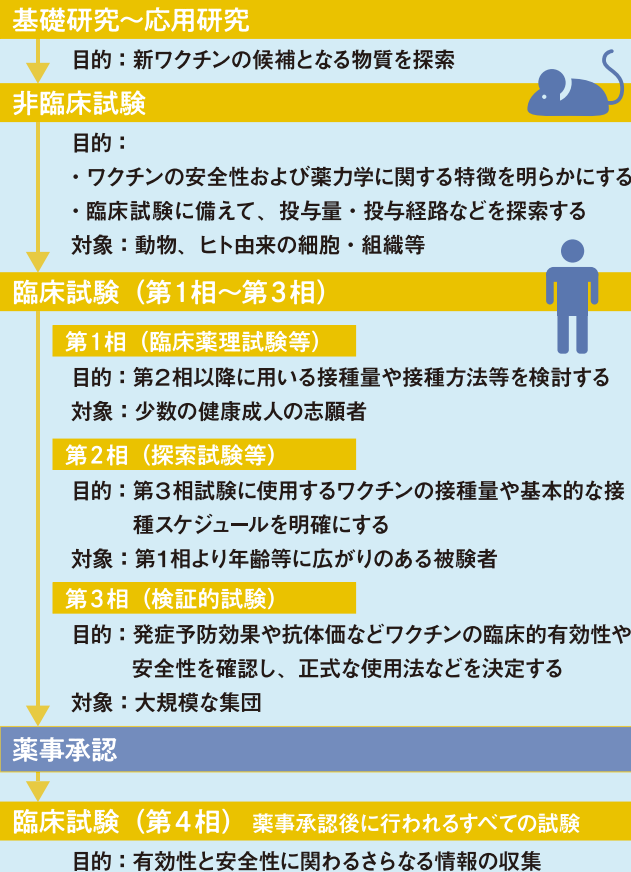 基礎研究～応用研究
目的：新ワクチンの候補となる物質を探索
非臨床試験
目的：
・ワクチンの安全性および薬力学に関する特徴を明らかにする
・臨床試験に備えて、投与量・投与経路などを探索する
対象：動物、ヒト由来の細胞・組織等
臨床試験（第1相～第3相）
第1相（臨床薬理試験等）
目的：第2相以降に用いる接種量や接種方法等を検討する
対象：少数の健康成人の志願者
第2相（探索試験等）
目的：第3相試験に使用するワクチンの接種量や基本的な接
種スケジュールを明確にする
対象：第1相より年齢等に広がりのある被験者
第3相（検証的試験）
目的：発症予防効果や抗体価などワクチンの臨床的有効性や
安全性を確認し、正式な使用法などを決定する
対象：大規模な集団
薬事承認
臨床試験（第4相） 薬事承認後に行われるすべての試験
目的：有効性と安全性に関わるさらなる情報の収集